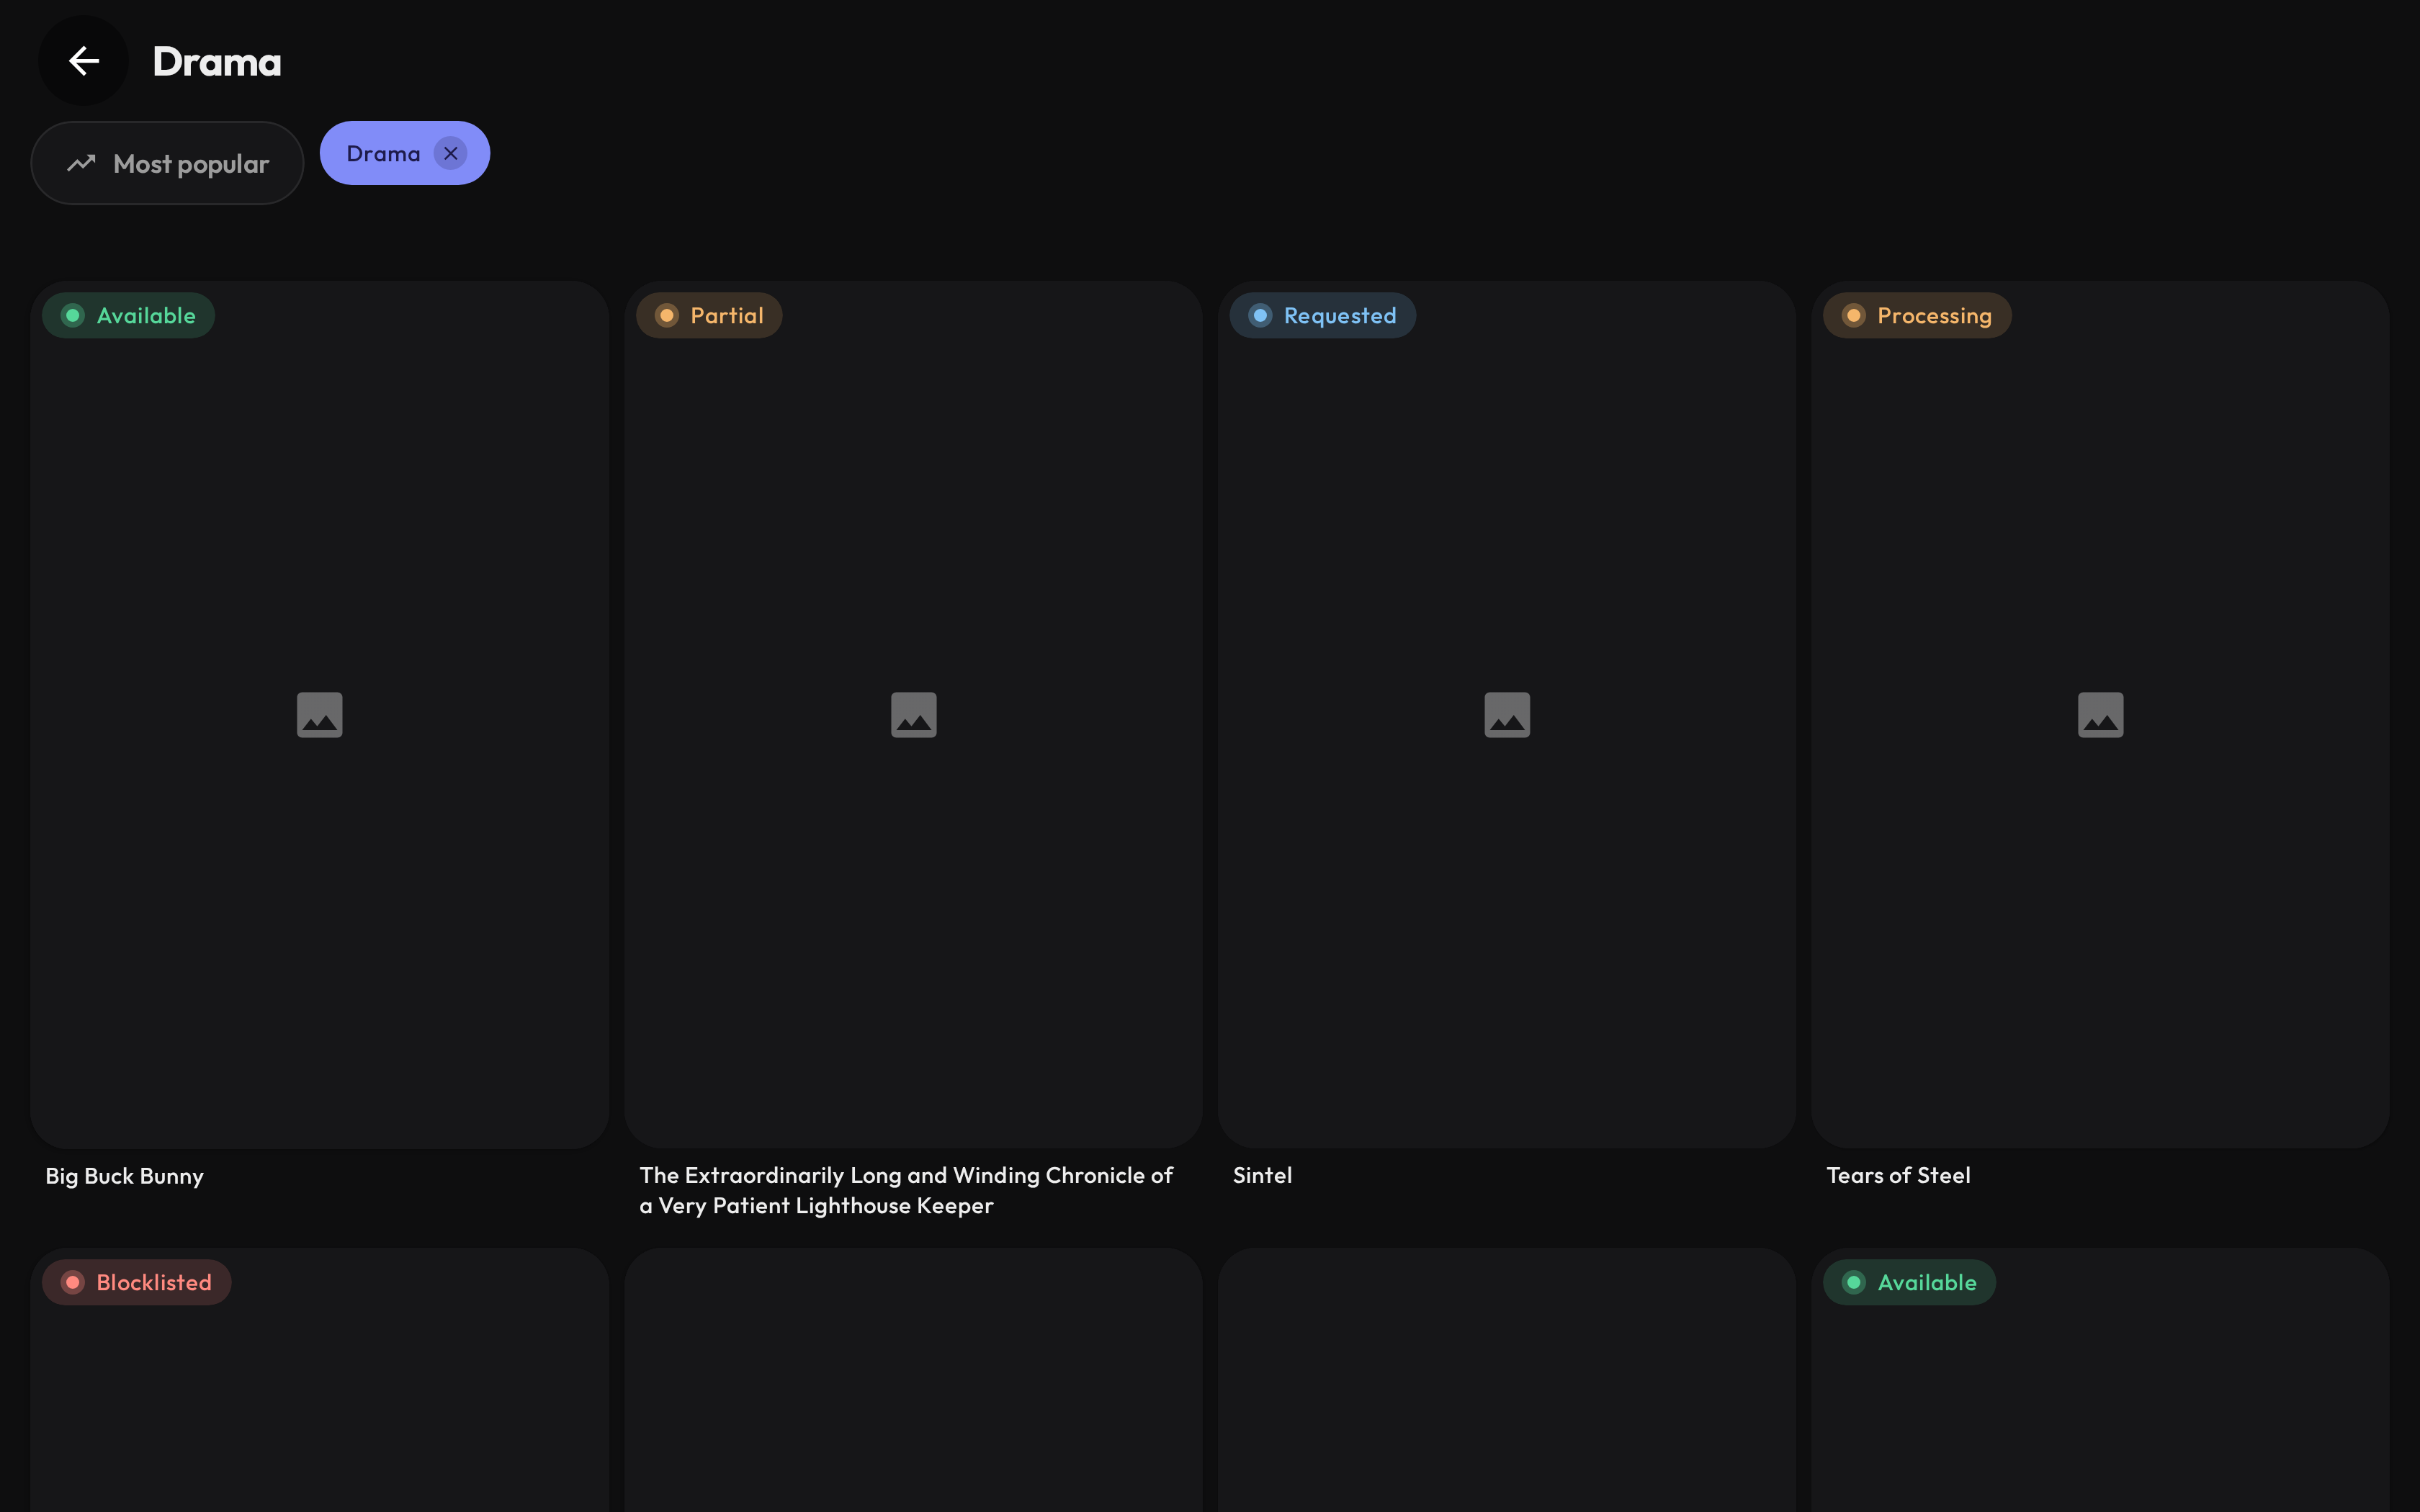 Drama
Most popular
Drama
Available
Partial
Requested
Processing
Big Buck Bunny
The Extraordinarily Long and Winding Chronicle of
a Very Patient Lighthouse Keeper
Sintel
Tears of Steel
Blocklisted
Available